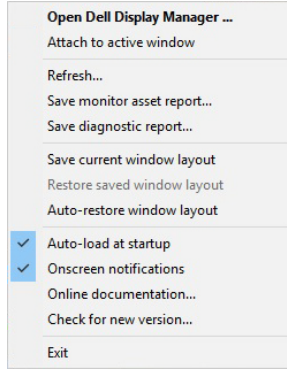 Open Dell Display Manager ...
Attach to active window
Refresh...
Save monitor asset report...
Save diagnostic report...
Save current window layout
Restore saved window layout
Auto-restore window layout
Auto-load at startup
Onscreen notifications
Online documentation...
Check for new version...
Exit